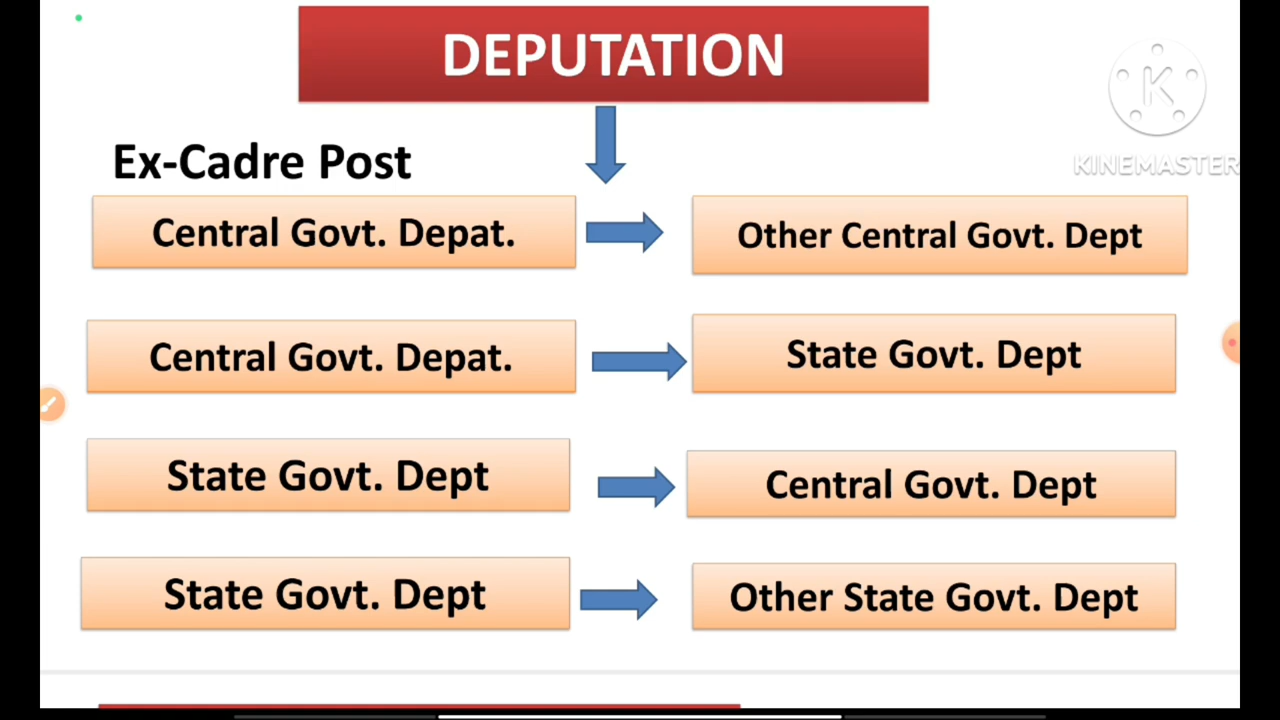 DEPUTATION
K
KINEMASTER
Ex-Cadre Post
Central Govt. Depat.
Other Central Govt. Dept
Central Govt. Depat.
State Govt. Dept
State Govt. Dept
Central Govt. Dept
State Govt. Dept
Other State Govt. Dept